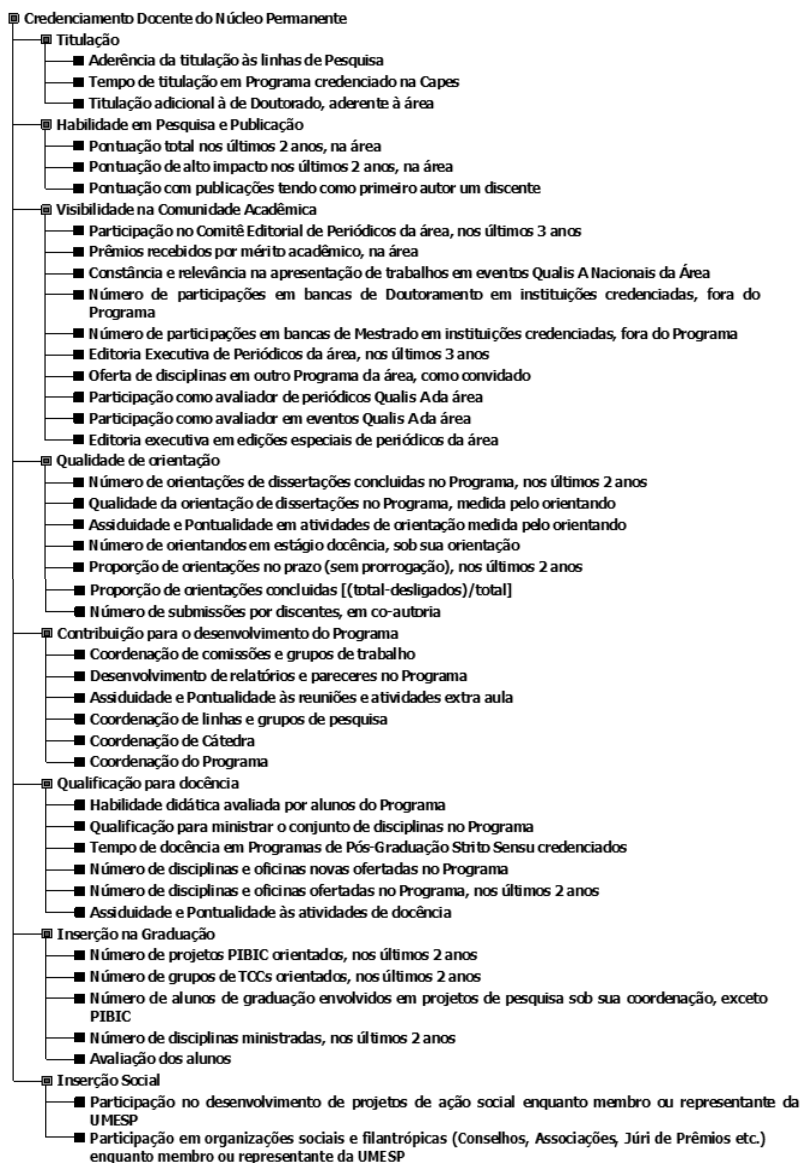 Credenciamento Docente do Núcleo Permanente
Titulação
Aderência da titulação às linhas de Pesquisa
Tempo de titulação em Programa credenciado na Capes
Titulação adicional à de Doutorado, aderente à área
Habilidade em Pesquisa e Publicação
Pontuação total nos últimos 2 anos, na área
Pontuação de alto impacto nos últimos 2 anos, na área
Pontuação com publicações tendo como primeiro autor um discente
Visibilidade na Comunidade Acadêmica
Participação no Comitê Editorial de Periódicos da área, nos últimos 3 anos
Prêmios recebidos por mérito acadêmico, na área
Constância e relevância na apresentação de trabalhos em eventos Qualis A Nacionais da Área
Número de participações em bancas de Doutoramento em instituições credenciadas, fora do
Programa
Número de participações em bancas de Mestrado em instituições credenciadas, fora do Programa
Editoria Executiva de Periódicos da área, nos últimos 3 anos
Oferta de disciplinas em outro Programa da área, como convidado
Participação como avaliador de periódicos Qualis A da área
Participação como avaliador em eventos Qualis A da área
Editoria executiva em edições especiais de periódicos da área
Qualidade de orientação
Número de orientações de dissertações concluidas no Programa, nos últimos 2 anos
Qualidade da orientação de dissertações no Programa, medida pelo orientando
Assiduidade e Pontualidade em atividades de orientação medida pelo orientando
Número de orientandos em estágio docência, sob sua orientação
Proporção de orientações no prazo (sem prorrogação), nos últimos 2 anos
Proporção de orientações concluidas [(total-desligados)/total]
Número de submissões por discentes, em co-autoria
Contribuição para o desenvolvimento do Programa
Coordenação de comissões e grupos de trabalho
Desenvolvimento de relatórios e pareceres no Programa
Assiduidade e Pontualidade às reuniões e atividades extra aula
Coordenação de linhas e grupos de pesquisa
Coordenação de Cátedra
Coordenação do Programa
Qualificação para docência
Habilidade didática avaliada por alunos do Programa
Qualificação para ministrar o conjunto de disciplinas no Programa
Tempo de docência em Programas de Pós-Graduação Strito Sensu credenciados
Número de disciplinas e oficinas novas ofertadas no Programa
Número de disciplinas e oficinas ofertadas no Programa, nos últimos 2 anos
Assiduidade e Pontualidade às atividades de docência
Inserção na Graduação
Número de projetos PIBIC orientados, nos últimos 2 anos
Número de grupos de TCCs orientados, nos últimos 2 anos
Número de alunos de graduação envolvidos em projetos de pesquisa sob sua coordenação, exceto
PIBIC
Número de disciplinas ministradas, nos últimos 2 anos
Avaliação dos alunos
Inserção Social
Participação no desenvolvimento de projetos de ação social enquanto membro ou representante da
UMESP
Participação em organizações sociais e filantrópicas (Conselhos, Associações, Júri de Prêmios etc.)
enquanto membro ou representante da UMESP